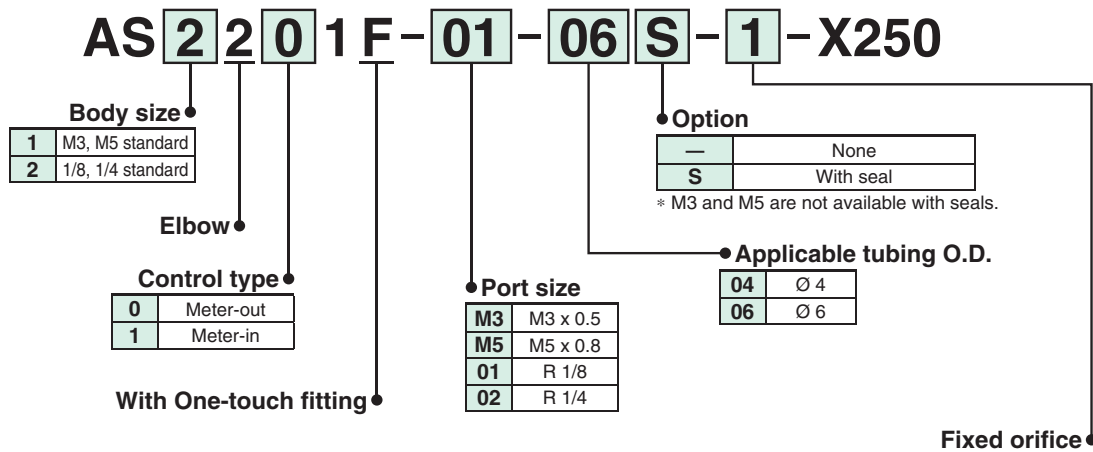 AS 2 2 0 1 F - 01 - 06 S - 1 - X250
Body size
1 M3, M5 standard
2 1/8, 1/4 standard
Elbow
Control type
0 Meter-out
1 Meter-in
With One-touch fitting
Port size
M3 M3 x 0.5
M5 M5 x 0.8
01 R 1/8
02 R 1/4
Option
— None
S With seal
* M3 and M5 are not available with seals.
Applicable tubing O.D.
04 Ø 4
06 Ø 6
Fixed orifice